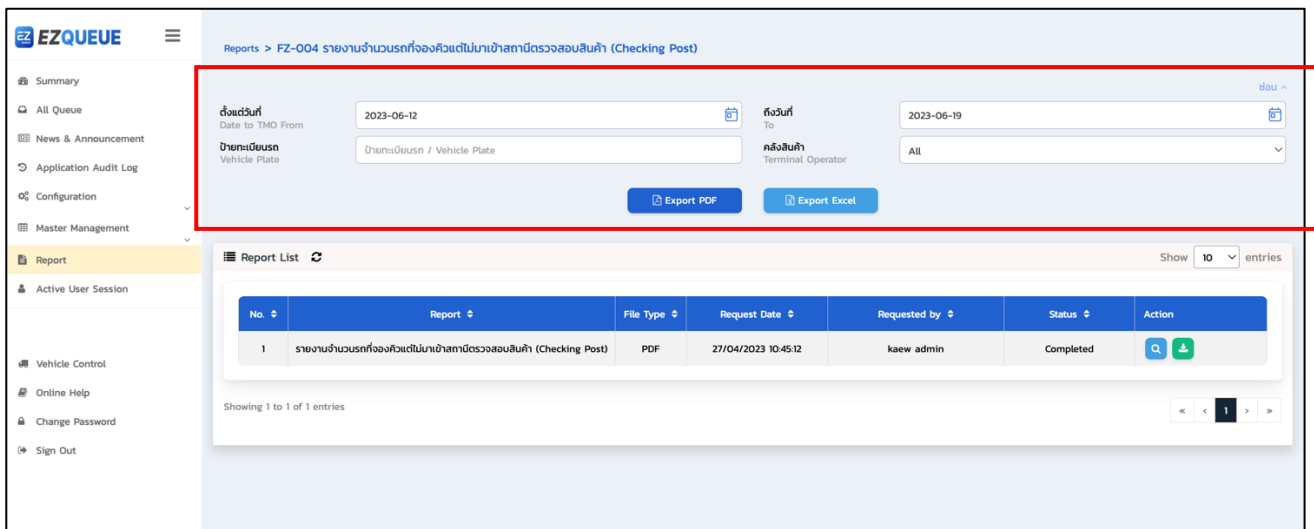 EZ EZQUEUE
Reports > FZ-004 รายงานจำนวนรถที่จองคิวแต่ไม่มาเข้าสถานีตรวจสอบสินค้า (Checking Post)
Summary
All Queue
News & Announcement
Application Audit Log
Configuration
Master Management
Report
Active User Session
Vehicle Control
Online Help
Change Password
Sign Out
ซ่อน
ตั้งแต่วันที่
Date to TMO From
2023-06-12
ถึงวันที่
To
2023-06-19
ป้ายทะเบียนรถ
Vehicle Plate
ป้ายทะเบียนรถ / Vehicle Plate
คลังสินค้า
Terminal Operator
All
Export PDF Export Excel
Report List Show 10 entries
No. Report File Type Request Date Requested by Status Action
1 รายงานจำนวนรถที่จองคิวแต่ไม่มาเข้าสถานีตรวจสอบสินค้า (Checking Post) PDF 27/04/2023 10:45:12 kaew admin Completed
Showing 1 to 1 of 1 entries « < 1 > »